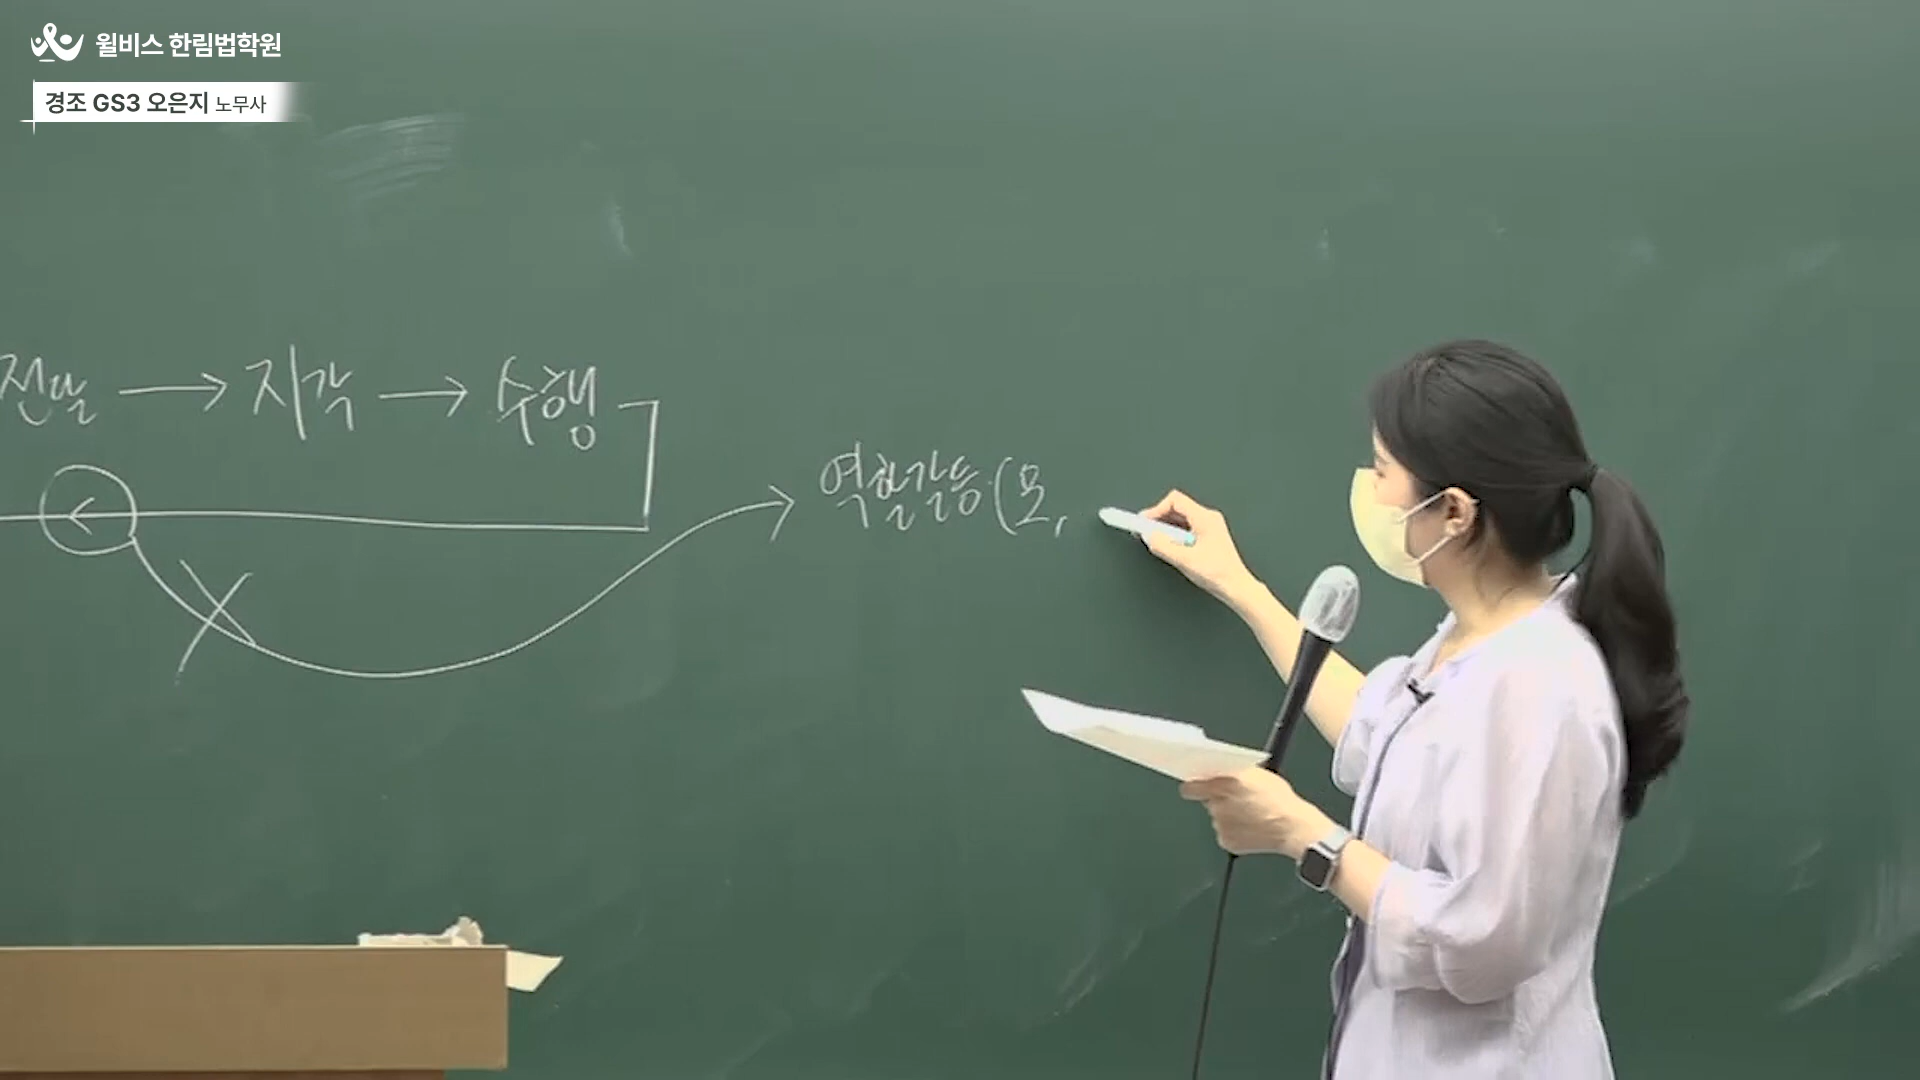 윌비스 한림법학원
경조 GS3 오은지 노무사
전달 → 지각 → 수행
역할갈등(모,